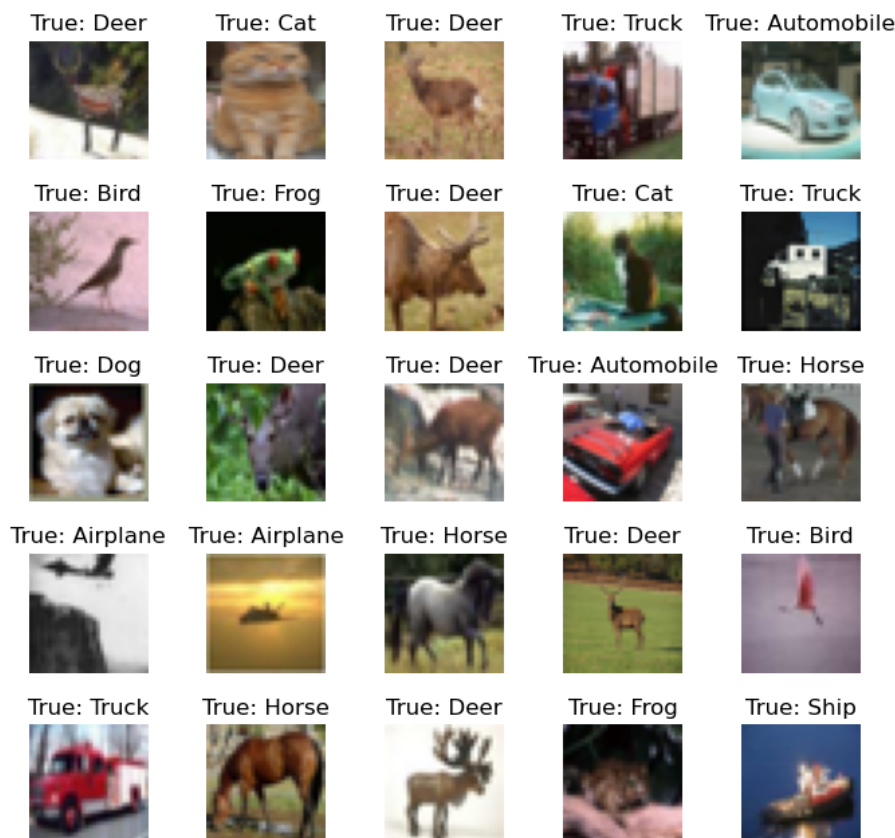 True: Deer True: Cat True: Deer True: Truck True: Automobile
True: Bird True: Frog True: Deer True: Cat True: Truck
True: Dog True: Deer True: Deer True: Automobile True: Horse
True: Airplane True: Airplane True: Horse True: Deer True: Bird
True: Truck True: Horse True: Deer True: Frog True: Ship